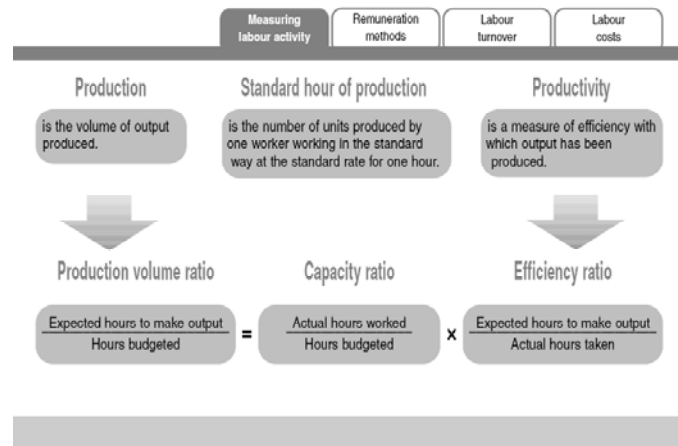 Measuring
labour activity
Remuneration
methods
Labour
turnover
Labour
costs
Production
is the volume of output
produced.
Standard hour of production
is the number of units produced by
one worker working in the standard
way at the standard rate for one hour.
Productivity
is a measure of efficiency with
which output has been
produced.
Production volume ratio
Expected hours to make output
Hours budgeted
=
Capacity ratio
Actual hours worked
Hours budgeted
x
Efficiency ratio
Expected hours to make output
Actual hours taken